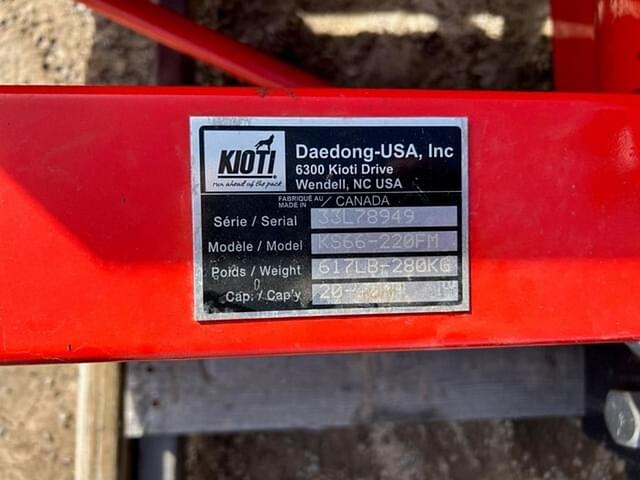 KIOTI
run ahead of the pack
Daedong-USA, Inc
6300 Kioti Drive
Wendell, NC USA
FABRIQUÉ AU
MADE IN / CANADA
Série / Serial 33L78949
Modèle / Model KS66-220FM
Poids / Weight 617LB-280KG
Cap. / Cap'y